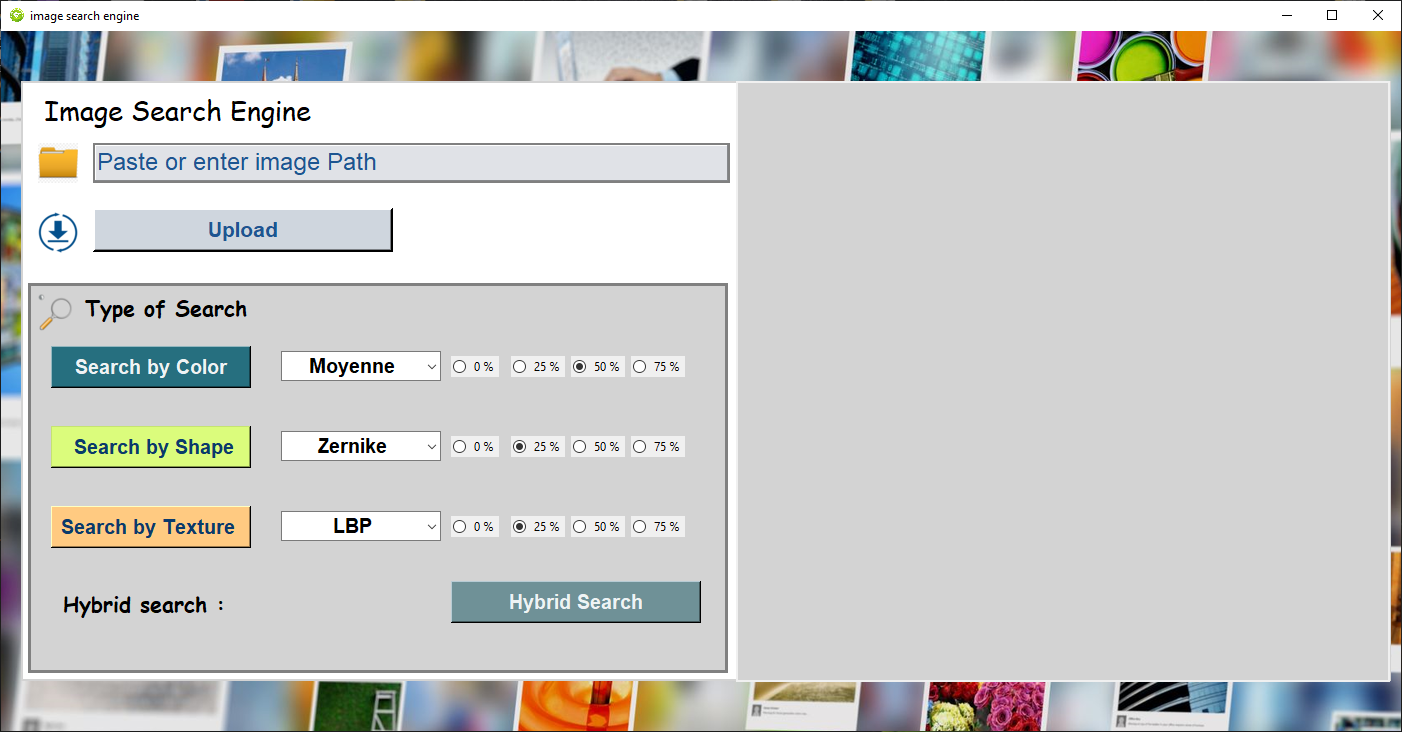 image search engine
Image Search Engine
Paste or enter image Path
Upload
Type of Search
Search by Color Moyenne 0 % 25 % 50 % 75 %
Search by Shape Zernike 0 % 25 % 50 % 75 %
Search by Texture LBP 0 % 25 % 50 % 75 %
Hybrid search : Hybrid Search